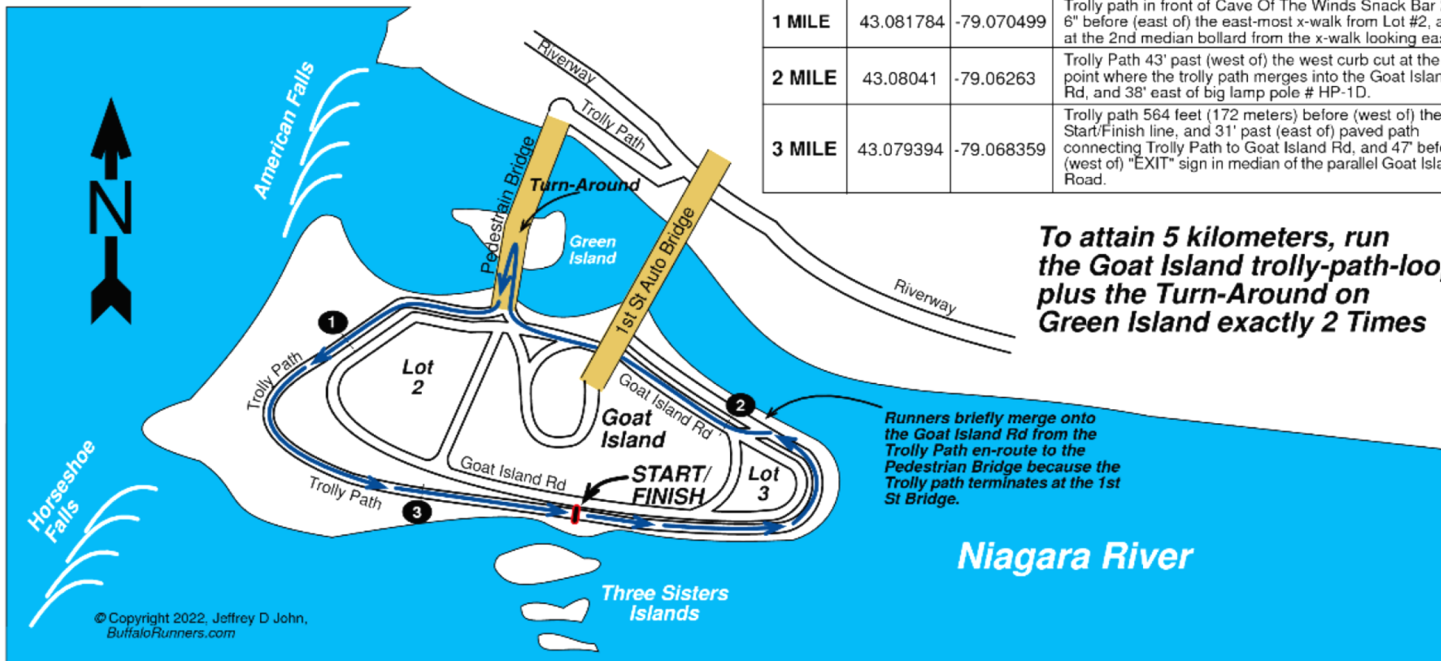 1 MILE 43.081784 -79.070499
Trolly path in front of Cave Of The Winds Snack Bar
6" before (east of) the east-most x-walk from Lot #2,
at the 2nd median bollard from the x-walk looking
2 MILE 43.08041 -79.06263
Trolly Path 43' past (west of) the west curb cut at the
point where the trolly path merges into the Goat
Rd, and 38' east of big lamp pole # HP-1D.
3 MILE 43.079394 -79.068359
Trolly path 564 feet (172 meters) before (west of) the
Start/Finish line, and 31' past (east of) paved path
connecting Trolly Path to Goat Island Rd, and 47'
(west of) "EXIT" sign in median of the parallel Goat
Road.
To attain 5 kilometers, run
the Goat Island
plus the Turn-Around on
Green Island exactly 2 Times
American Falls
N
Riverway
Trolly Path
Pedestrain Bridge
Turn-Around
Green
Island
1st St Auto Bridge
Riverway
1
Trolly Path
Lot
2
Goat Island Rd
2
Goat
Island
Runners briefly merge onto
the Goat Island Rd from the
Trolly Path en-route to the
Pedestrian Bridge because the
Trolly path terminates at the 1st
St Bridge.
Goat Island Rd
START/
FINISH
Lot
3
Trolly Path
3
Horseshoe
Falls
Niagara River
Three Sisters
Islands
© Copyright 2022, Jeffrey D John,
BuffaloRunners.com